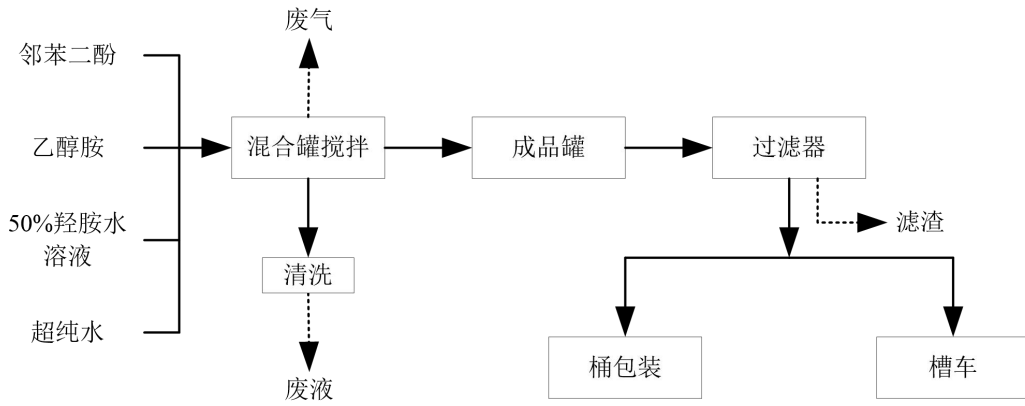 废气
邻苯二酚
乙醇胺
混合罐搅拌
成品罐
过滤器
50%羟胺水
溶液
滤渣
清洗
超纯水
废液
桶包装
槽车